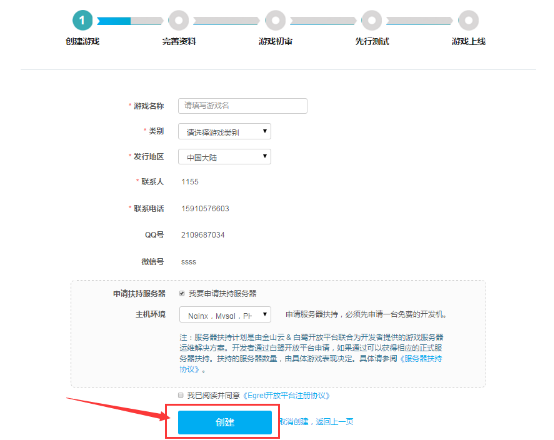 1
创建游戏 完善资料 游戏初审 先行测试 游戏上线
* 游戏名称 请填写游戏名
* 类别 请选择游戏类别
* 发行地区 中国大陆
* 联系人 1155
* 联系电话 15910576603
QQ号 2109687034
微信号 ssss
申请扶持服务器 我要申请扶持服务器
主机环境 Nginx，Mysql，PH 申请服务器扶持，必须先申请一台免费的开发机。
注：服务器扶持计划是由金山云 & 白鹭开放平台联合为开发者提供的游戏服务器
运维解决方案。开发者通过白鹭开放平台申请，如果通过可以获得相应的正式服
务器扶持。扶持的服务器数量，由具体游戏表现决定。具体请参阅《服务器扶持
协议》。
我已阅读并同意《Egret开放平台注册协议》
创建 取消创建，返回上一页